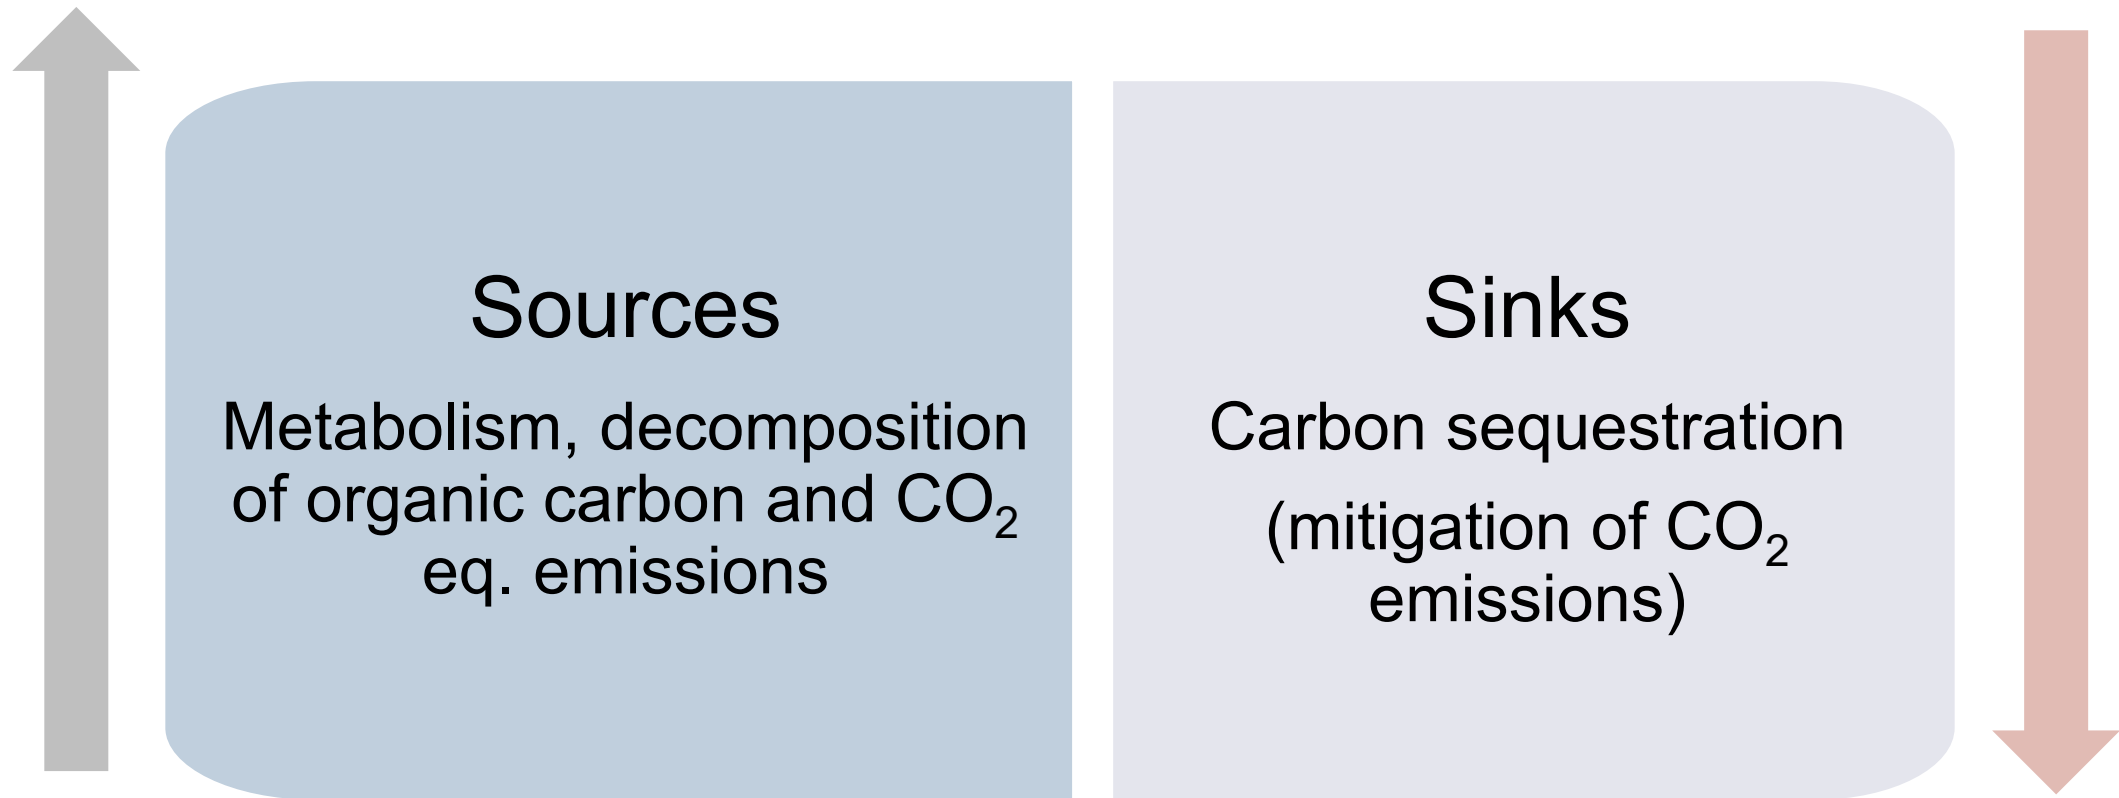 Sources
Metabolism, decomposition
of organic carbon and CO₂
eq. emissions
Sinks
Carbon sequestration
(mitigation of CO₂
emissions)